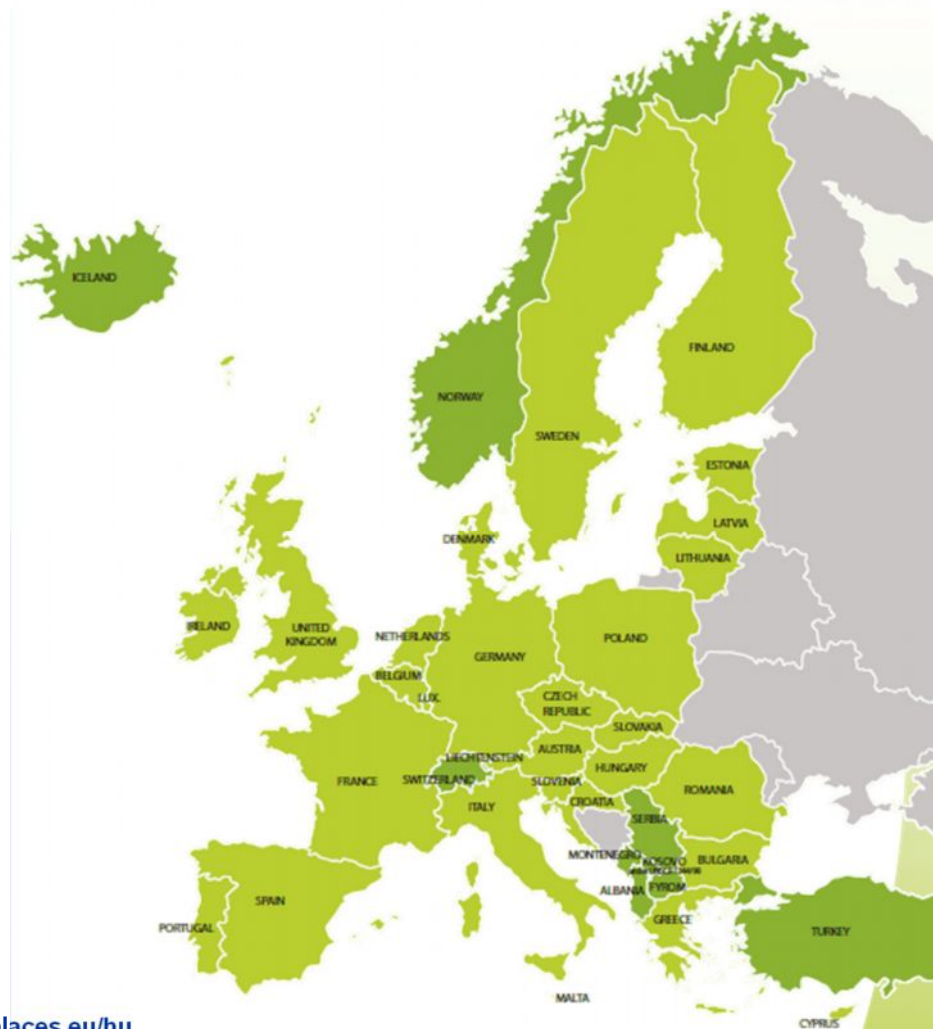 ICELAND
FINLAND
NORWAY
SWEDEN
ESTONIA
LATVIA
DENMARK
LITHUANIA
IRELAND
UNITED
KINGDOM
NETHERLANDS
POLAND
GERMANY
BELGIUM
LUX.
CZECH
REPUBLIC
SLOVAKIA
AUSTRIA
LIECHTENSTEIN
HUNGARY
FRANCE
SWITZERLAND
SLOVENIA
ROMANIA
CROATIA
ITALY
SERBIA
MONTENEGRO
KOSOVO
BULGARIA
ALBANIA
FYROM
SPAIN
GREECE
PORTUGAL
TURKEY
MALTA
CYPRUS
places.eu/hu